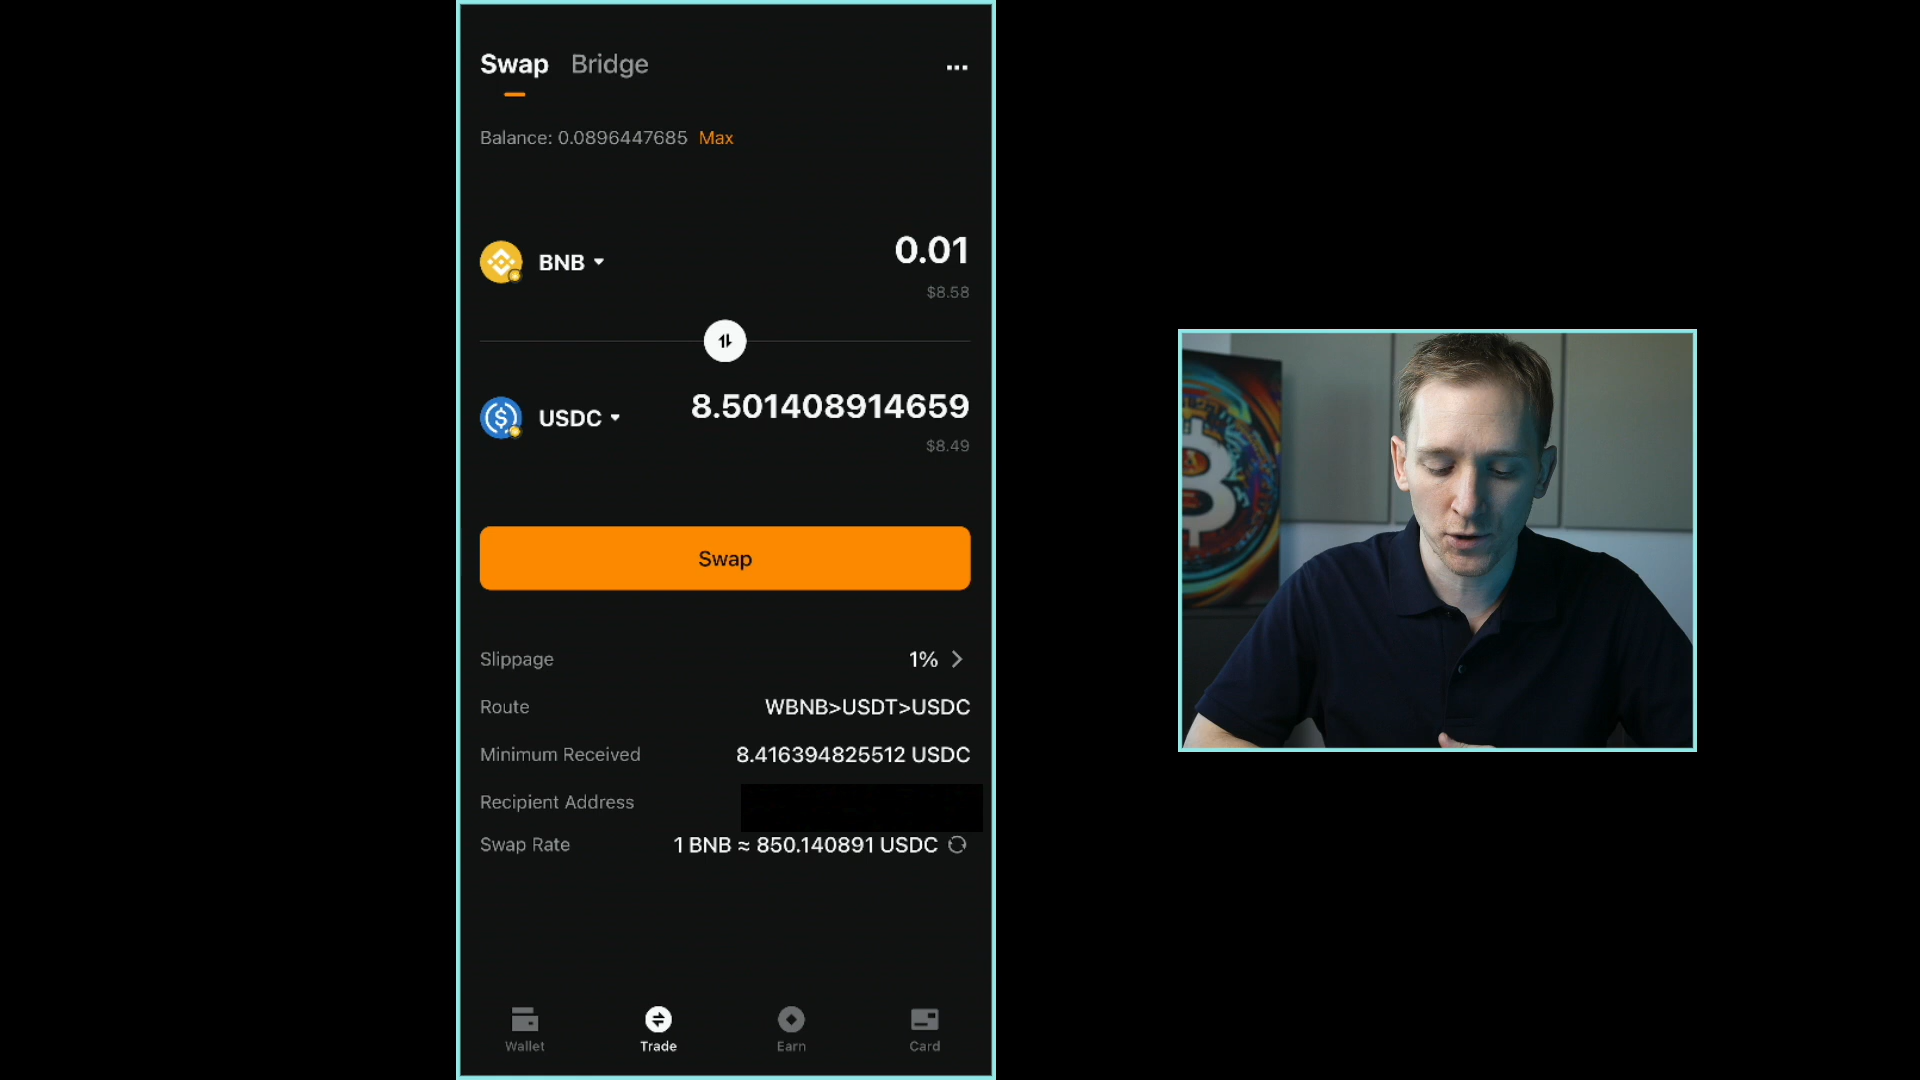 Swap Bridge
Balance: 0.0896447685 Max
BNB 0.01
$8.58
USDC 8.501408914659
$8.49
Swap
Slippage 1%
Route WBNB>USDT>USDC
Minimum Received 8.416394825512 USDC
Recipient Address
Swap Rate 1 BNB ≈ 850.140891 USDC
Wallet Trade Earn Card